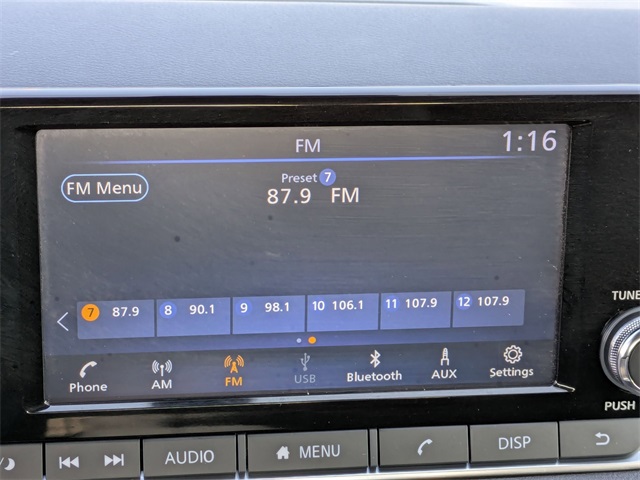 FM 1:16
FM Menu
Preset 7
87.9 FM
7 87.9 8 90.1 9 98.1 10 106.1 11 107.9 12 107.9
Phone AM FM USB Bluetooth AUX Settings
TUNE
PUSH
AUDIO MENU DISP